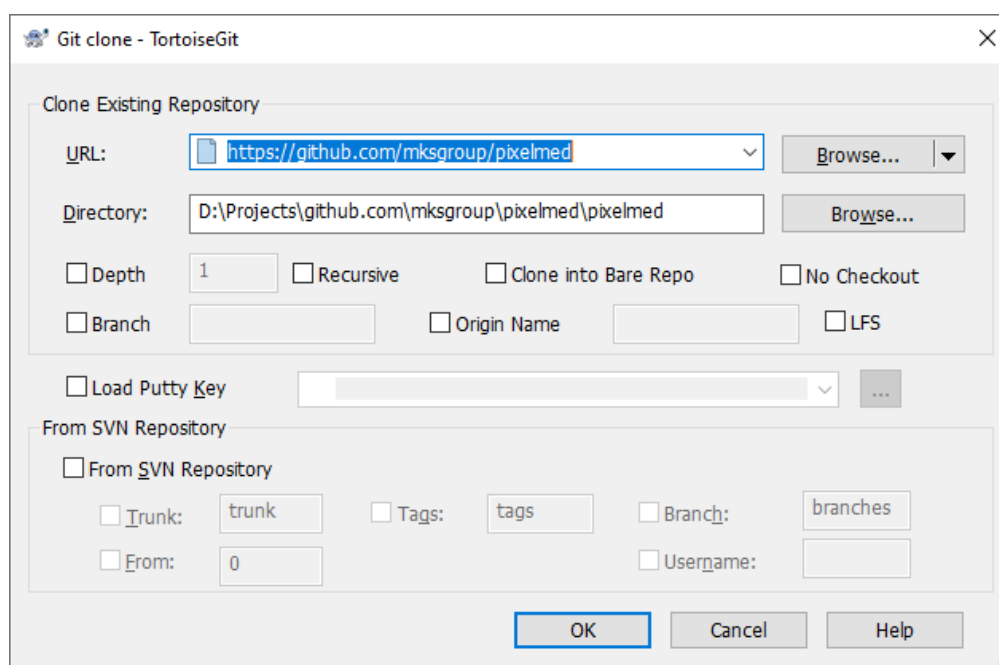 Git clone - TortoiseGit
Clone Existing Repository
URL: https://github.com/mksgroup/pixelmed Browse...
Directory: D:\Projects\github.com\mksgroup\pixelmed\pixelmed Browse...
Depth 1 Recursive Clone into Bare Repo No Checkout
Branch Origin Name LFS
Load Putty Key ...
From SVN Repository
From SVN Repository
Trunk: trunk Tags: tags Branch: branches
From: 0 Username:
OK Cancel Help